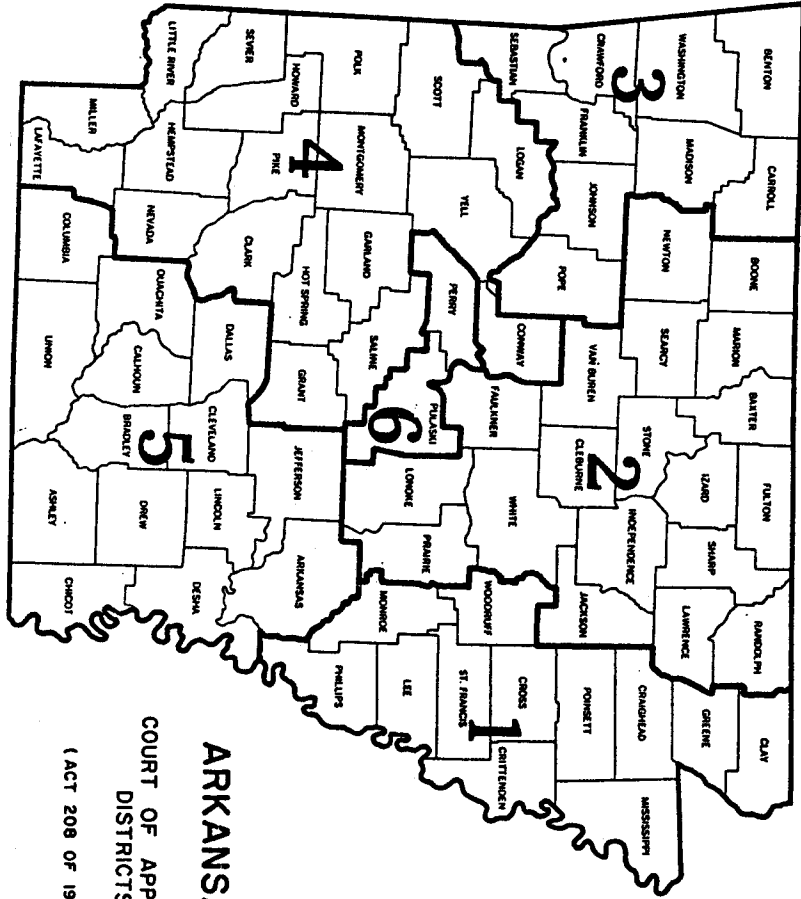 BENTON
CARROLL
BOONE
MARION
BAXTER
FULTON
RANDOLPH
CLAY
WASHINGTON
MADISON
NEWTON
SEARCY
STONE
IZARD
SHARP
LAWRENCE
GREENE
3
CRAWFORD
FRANKLIN
JOHNSON
POPE
VAN BUREN
CLEBURNE
2
INDEPENDENCE
JACKSON
CRAIGHEAD
MISSISSIPPI
POINSETT
SEBASTIAN
LOGAN
CONWAY
FAULKNER
WHITE
WOODRUFF
CROSS
CRITTENDEN
1
SCOTT
YELL
PERRY
PULASKI
6
LONOKE
PRAIRIE
MONROE
ST. FRANCIS
LEE
PHILLIPS
POLK
MONTGOMERY
GARLAND
SALINE
4
HOWARD
PIKE
HOT SPRING
GRANT
JEFFERSON
ARKANSAS
SEVIER
CLARK
DALLAS
CLEVELAND
LINCOLN
DESHA
LITTLE RIVER
HEMPSTEAD
NEVADA
OUACHITA
CALHOUN
BRADLEY
5
DREW
MILLER
LAFAYETTE
COLUMBIA
UNION
ASHLEY
CHICOT
ARKANS
COURT OF APP
DISTRICTS
( ACT 208 OF 19